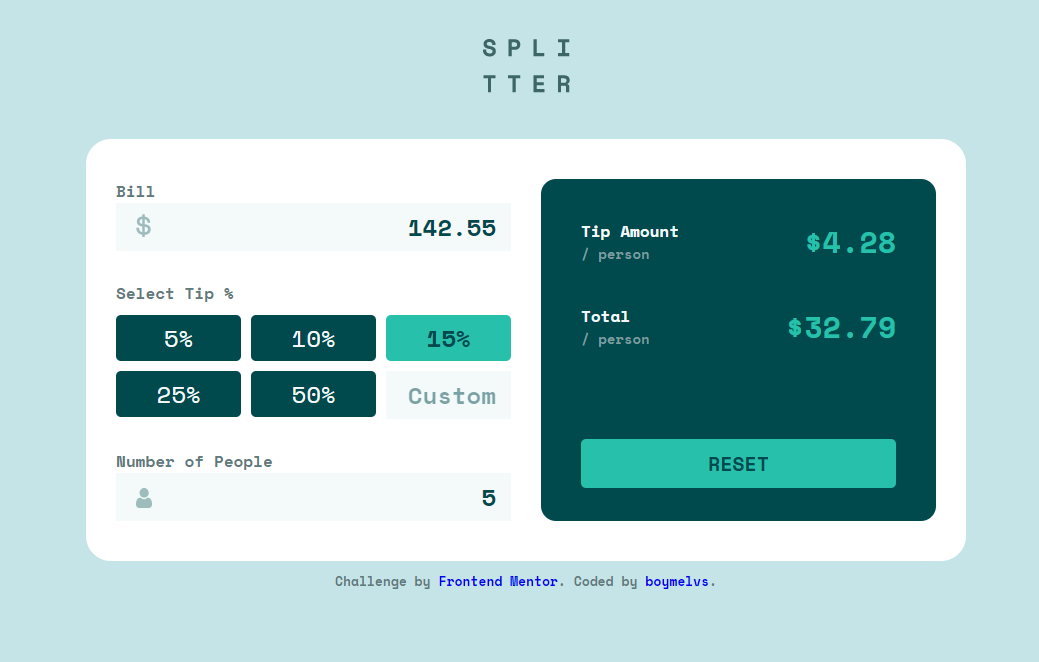 SPLI
TTER
Bill
$ 142.55
Select Tip %
5% 10% 15%
25% 50% Custom
Number of People
5
Tip Amount
/ person
$4.28
Total
/ person
$32.79
RESET
Challenge by Frontend Mentor. Coded by boymelvs.